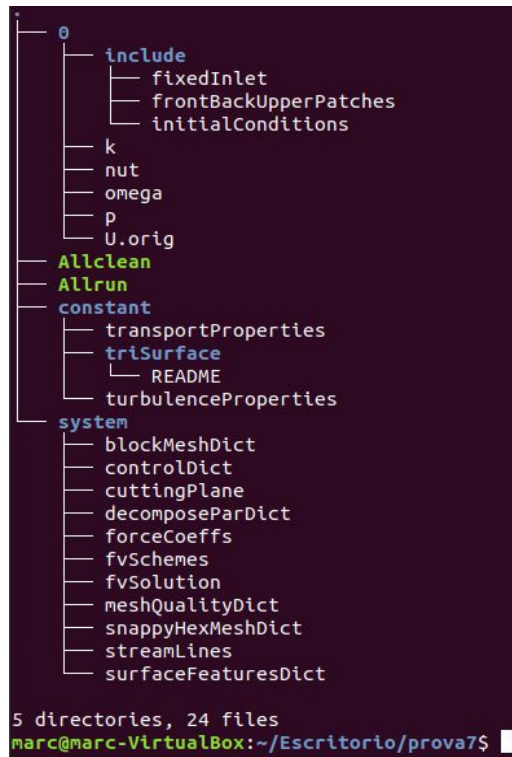 .
├── 0
│   ├── include
│   │   ├── fixedInlet
│   │   ├── frontBackUpperPatches
│   │   └── initialConditions
│   ├── k
│   ├── nut
│   ├── omega
│   ├── p
│   └── U.orig
├── Allclean
├── Allrun
├── constant
│   ├── transportProperties
│   ├── triSurface
│   │   └── README
│   └── turbulenceProperties
└── system
    ├── blockMeshDict
    ├── controlDict
    ├── cuttingPlane
    ├── decomposeParDict
    ├── forceCoeffs
    ├── fvSchemes
    ├── fvSolution
    ├── meshQualityDict
    ├── snappyHexMeshDict
    ├── streamLines
    └── surfaceFeaturesDict
5 directories, 24 files
marc@marc-VirtualBox:~/Escritorio/prova7$